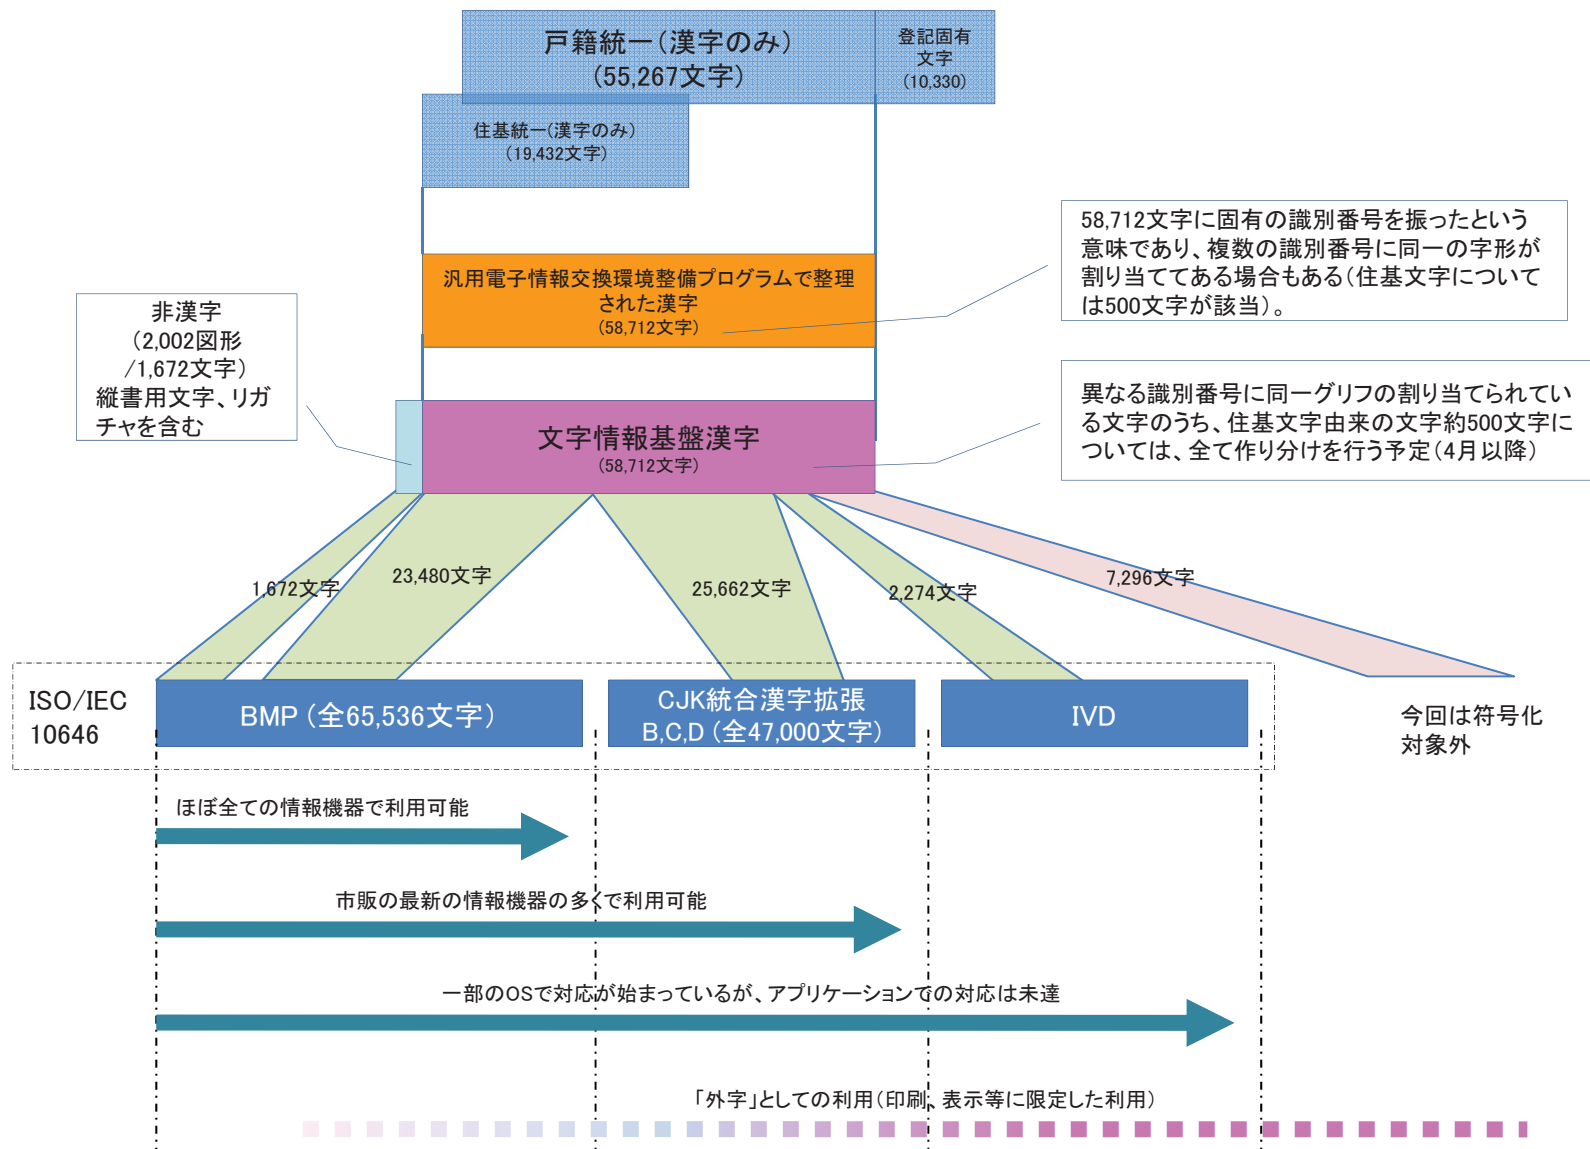 戸籍統一(漢字のみ)
(55,267文字)
登記固有
文字
(10,330)
住基統一(漢字のみ)
(19,432文字)
58,712文字に固有の識別番号を振ったという
意味であり、複数の識別番号に同一の字形が
割り当ててある場合もある(住基文字について
は500文字が該当)。
汎用電子情報交換環境整備プログラムで整理
された漢字
(58,712文字)
非漢字
(2,002図形
/1,672文字)
縦書用文字、リガ
チャを含む
異なる識別番号に同一グリフの割り当てられてい
る文字のうち、住基文字由来の文字約500文字に
ついては、全て作り分けを行う予定(4月以降)
文字情報基盤漢字
(58,712文字)
1,672文字
23,480文字
25,662文字
2,274文字
7,296文字
ISO/IEC
10646
BMP (全65,536文字)
CJK統合漢字拡張
B,C,D (全47,000文字)
IVD
今回は符号化
対象外
ほぼ全ての情報機器で利用可能
市販の最新の情報機器の多くで利用可能
一部のOSで対応が始まっているが、アプリケーションでの対応は未達
「外字」としての利用(印刷、表示等に限定した利用)